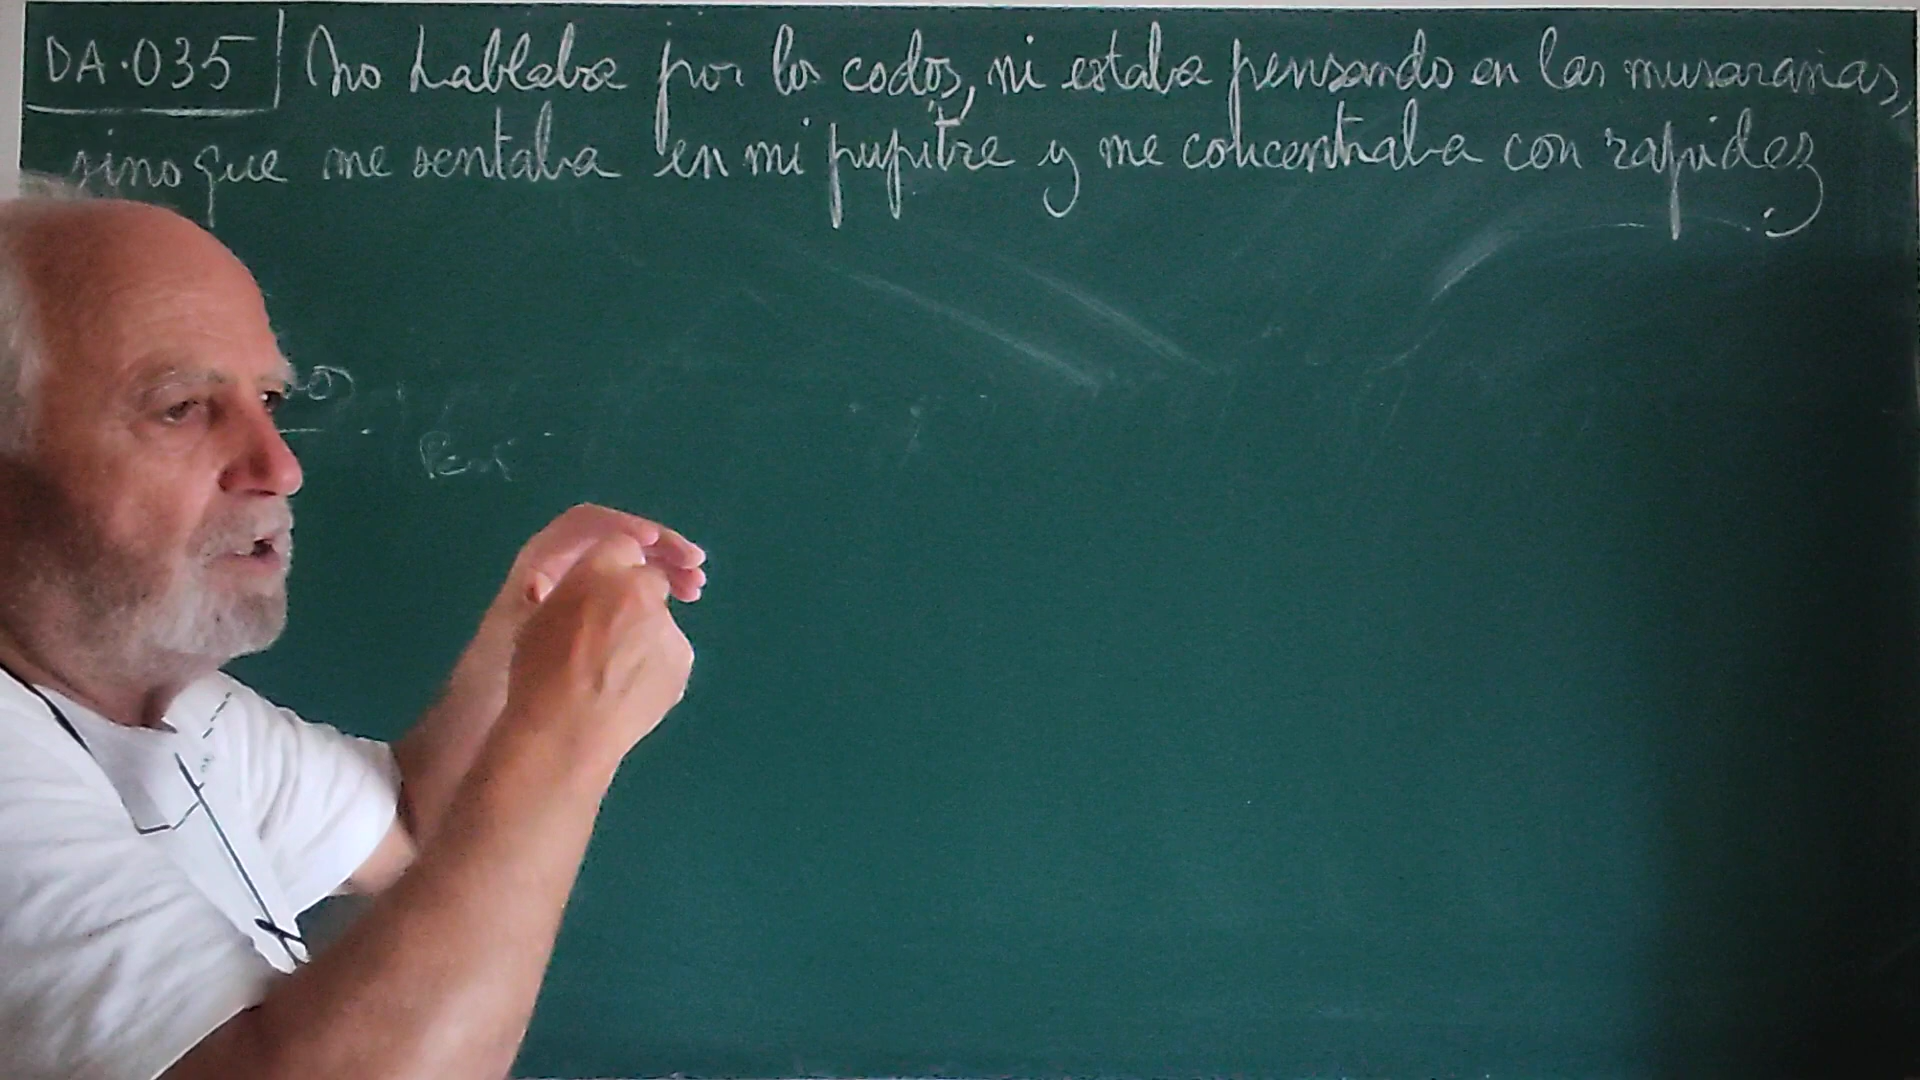 DA.035 No hablaba por los codos, ni estaba pensando en las musarañas,
sino que me sentaba en mi pupitre y me concentraba con rapidez